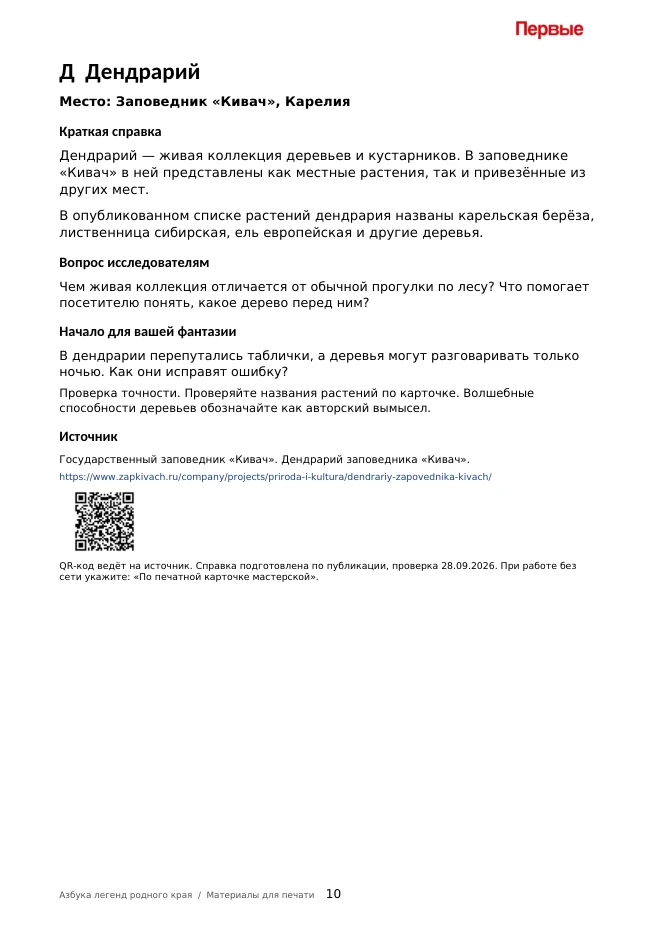 Первые
Д Дендрарий
Место: Заповедник «Кивач», Карелия
Краткая справка
Дендрарий — живая коллекция деревьев и кустарников. В заповеднике
«Кивач» в ней представлены как местные растения, так и привезённые из
других мест.
В опубликованном списке растений дендрария названы карельская берёза,
лиственница сибирская, ель европейская и другие деревья.
Вопрос исследователям
Чем живая коллекция отличается от обычной прогулки по лесу? Что помогает
посетителю понять, какое дерево перед ним?
Начало для вашей фантазии
В дендрарии перепутались таблички, а деревья могут разговаривать только
ночью. Как они исправят ошибку?
Проверка точности. Проверяйте названия растений по карточке. Волшебные
способности деревьев обозначайте как авторский вымысел.
Источник
Государственный заповедник «Кивач». Дендрарий заповедника «Кивач».
https://www.zapkivach.ru/company/projects/priroda-i-kultura/dendrariy-zapovednika-kivach/
QR-код ведёт на источник. Справка подготовлена по публикации, проверка 28.09.2026. При работе без
сети укажите: «По печатной карточке мастерской».
Азбука легенд родного края / Материалы для печати 10